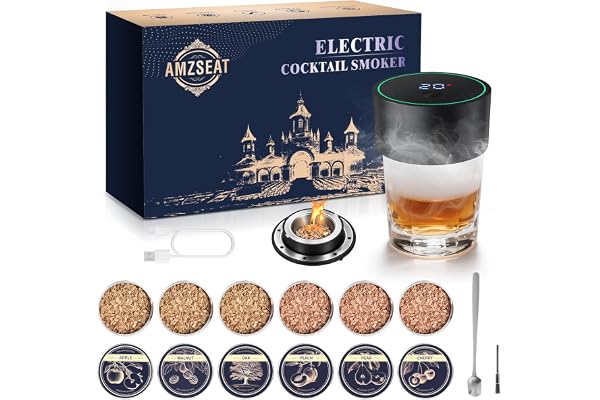 AMZSEAT
ELECTRIC
COCKTAIL SMOKER
20
APPLE
WALNUT
OAK
PEACH
PEAR
CHERRY